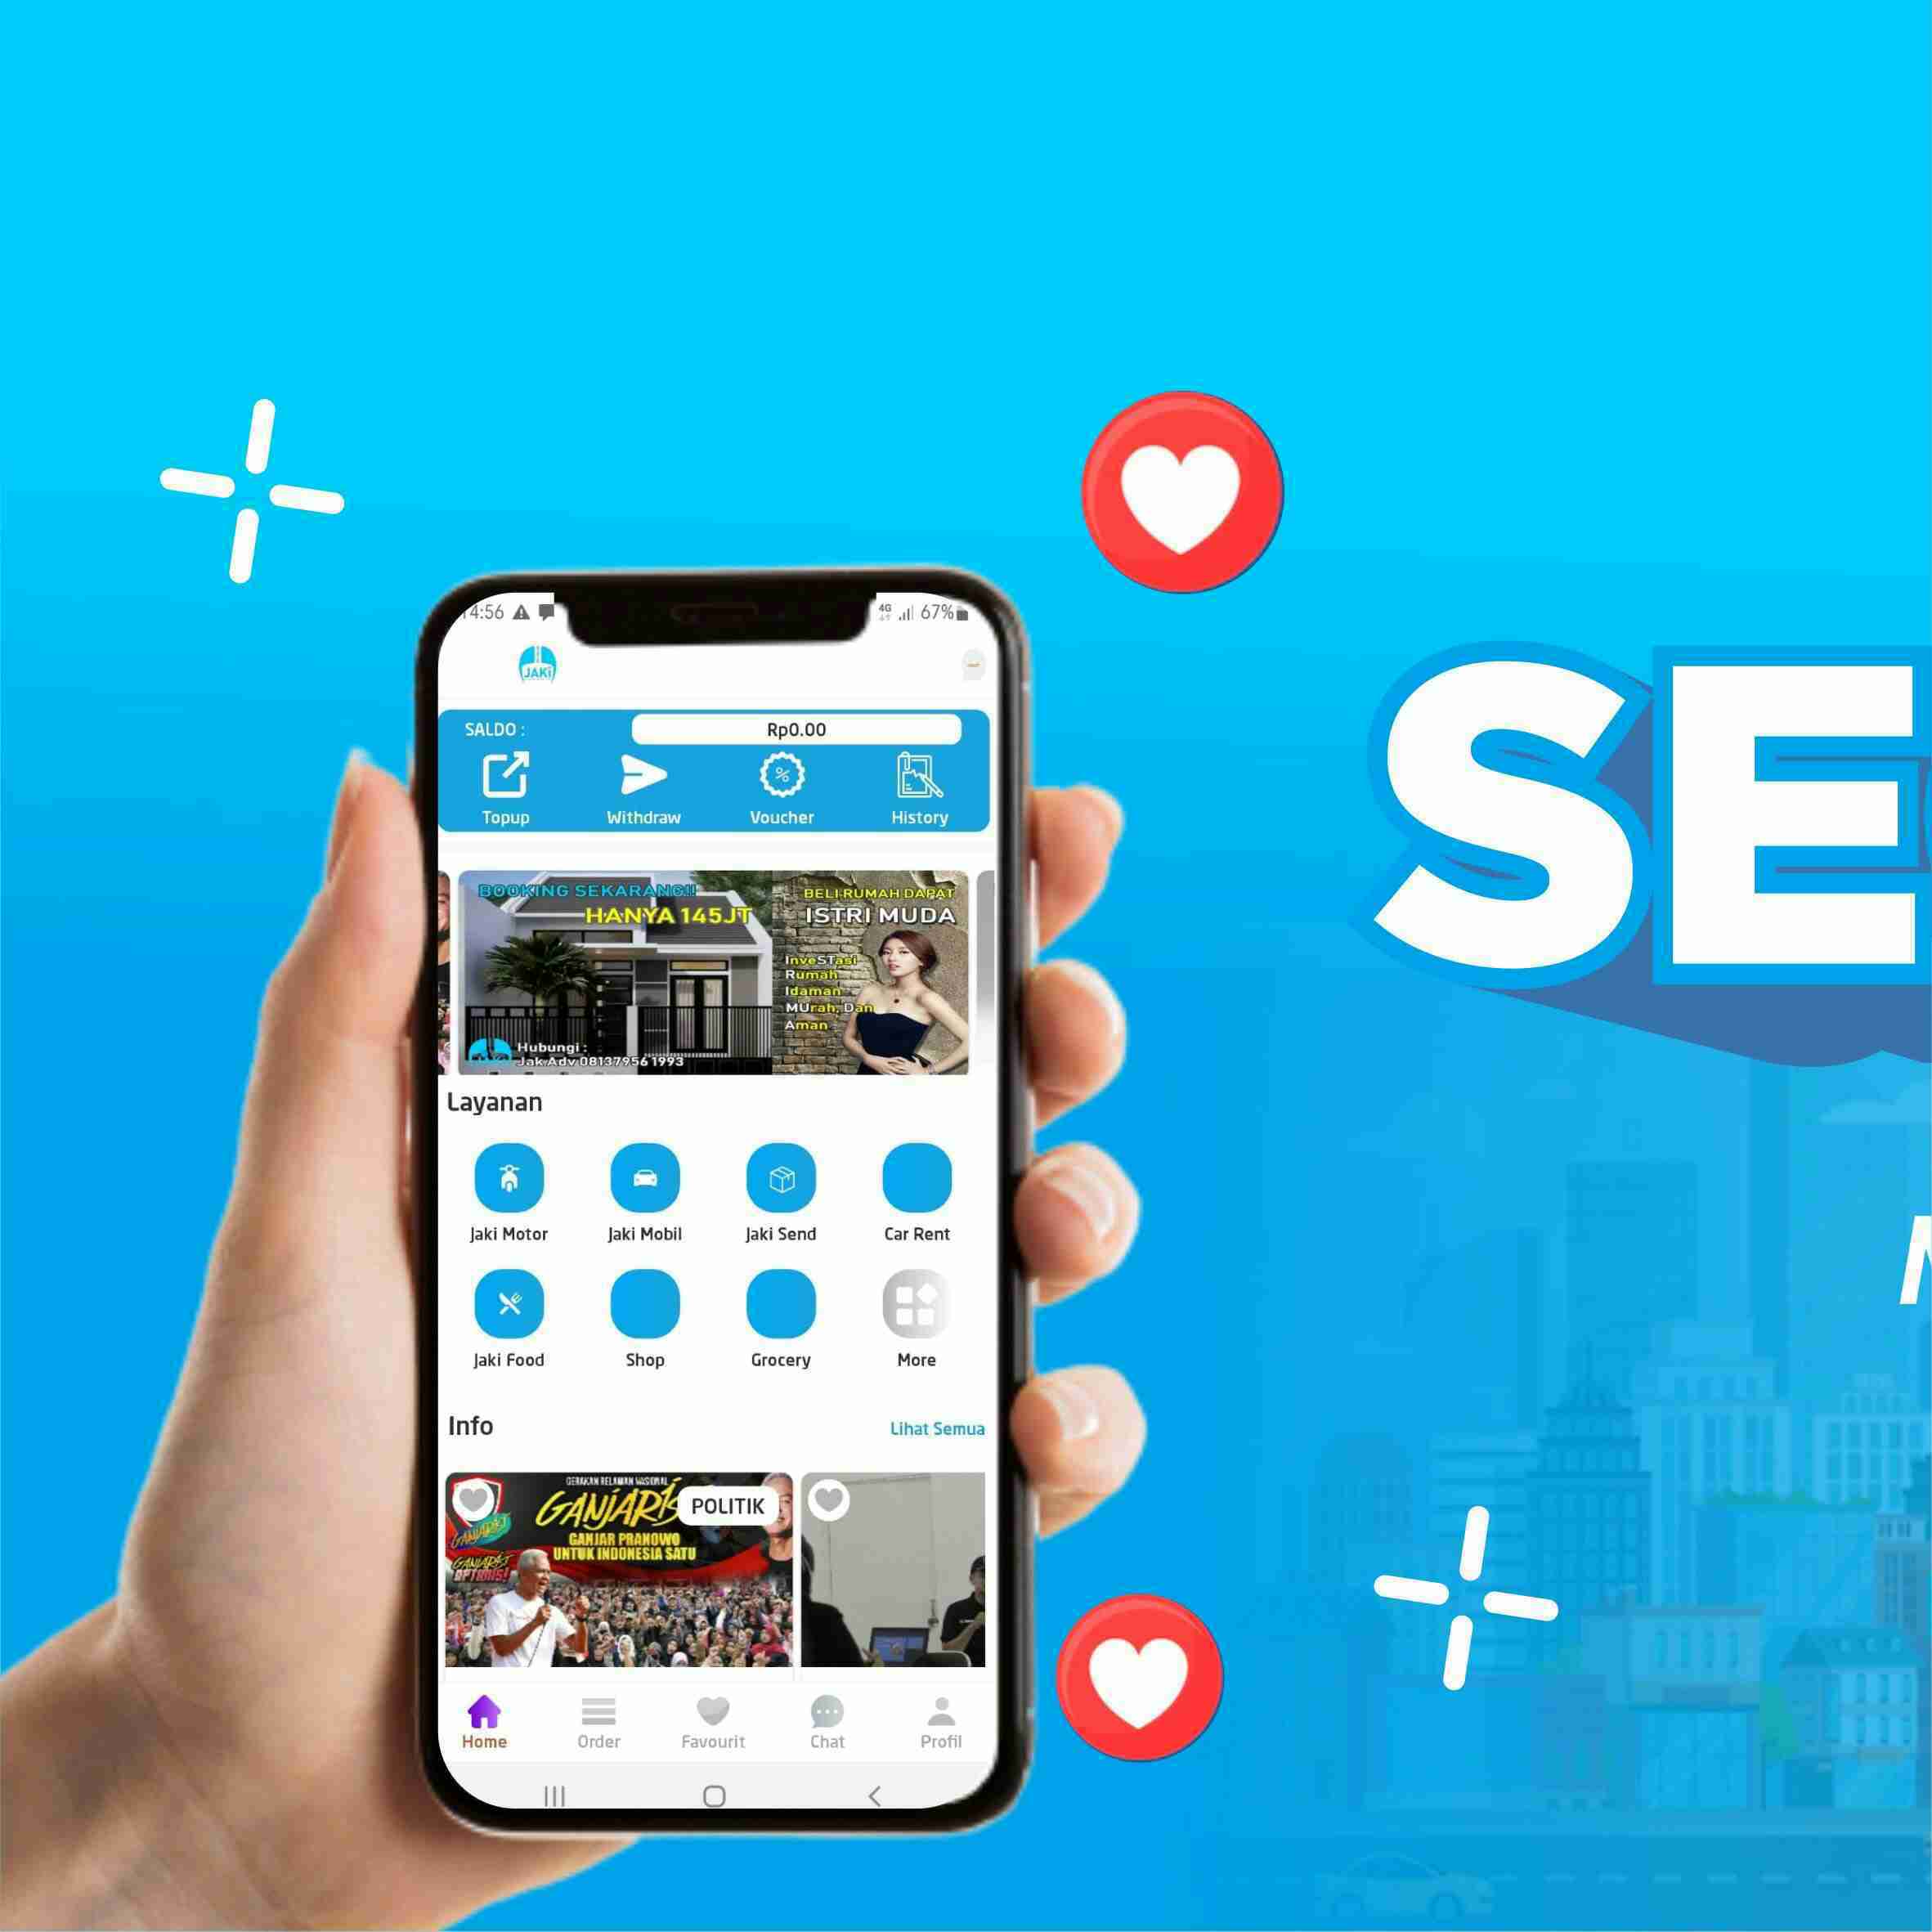 4:56
4G
67%
JAKi
SALDO :
Rp0.00
Topup
Withdraw
Voucher
History
BOOKING SEKARANG!!
HANYA 145JT
BELI RUMAH DAPAT
ISTRI MUDA
InveSTasi
Rumah
Idaman
MUrah, Dan
Aman
Hubungi :
Jak Adv 081379561993
Layanan
Jaki Motor
Jaki Mobil
Jaki Send
Car Rent
Jaki Food
Shop
Grocery
More
Info
Lihat Semua
GERAKAN RELAWAN NASIONAL
POLITIK
GANJAR PRANOWO
UNTUK INDONESIA SATU
OPTIMIS!
Home
Order
Favourit
Chat
Profil
SE